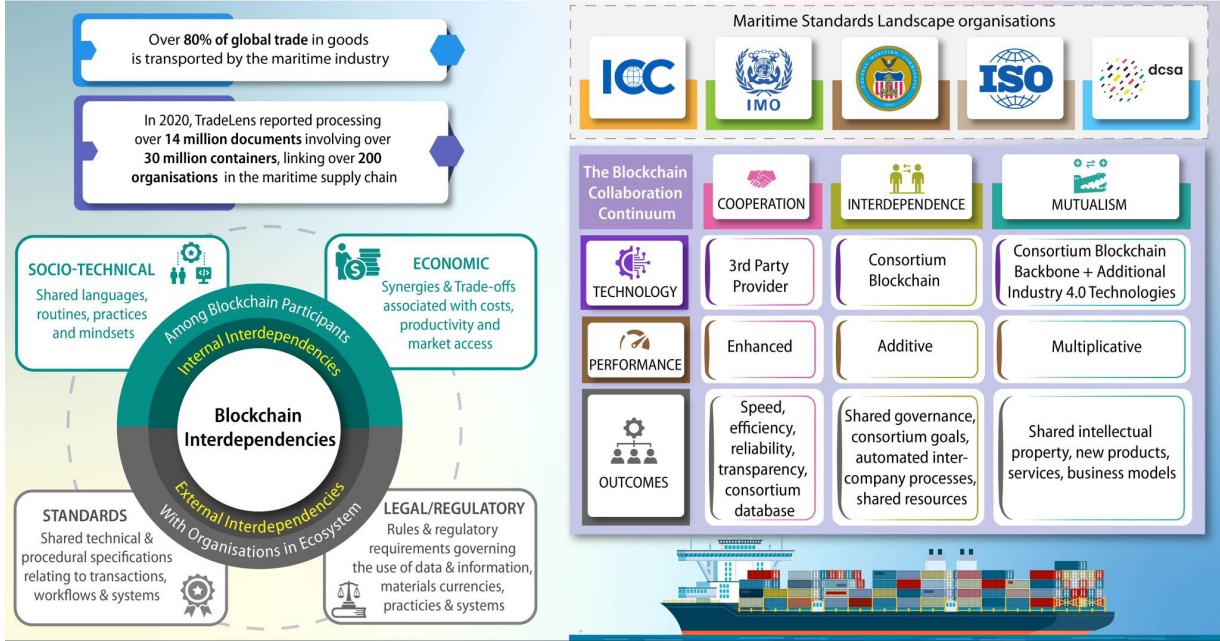 Over 80% of global trade in goods
is transported by the maritime industry
In 2020, TradeLens reported processing
over 14 million documents involving over
30 million containers, linking over 200
organisations in the maritime supply chain
SOCIO-TECHNICAL
Shared languages,
routines, practices
and mindsets
ECONOMIC
Synergies & Trade-offs
associated with costs,
productivity and
market access
Among Blockchain Participants
Internal Interdependencies
Blockchain
Interdependencies
External Interdependencies
With Organisations in Ecosystem
STANDARDS
Shared technical &
procedural specifications
relating to transactions,
workflows & systems
LEGAL/REGULATORY
Rules & regulatory
requirements governing
the use of data & information,
materials currencies,
practicies & systems
Maritime Standards Landscape organisations
ICC
IMO
ISO
dcsa
The Blockchain
Collaboration
Continuum
COOPERATION
INTERDEPENDENCE
MUTUALISM
TECHNOLOGY
3rd Party
Provider
Consortium
Blockchain
Consortium Blockchain
Backbone + Additional
Industry 4.0 Technologies
PERFORMANCE
Enhanced
Additive
Multiplicative
OUTCOMES
Speed,
efficiency,
reliability,
transparency,
consortium
database
Shared governance,
consortium goals,
automated inter-
company processes,
shared resources
Shared intellectual
property, new products,
services, business models